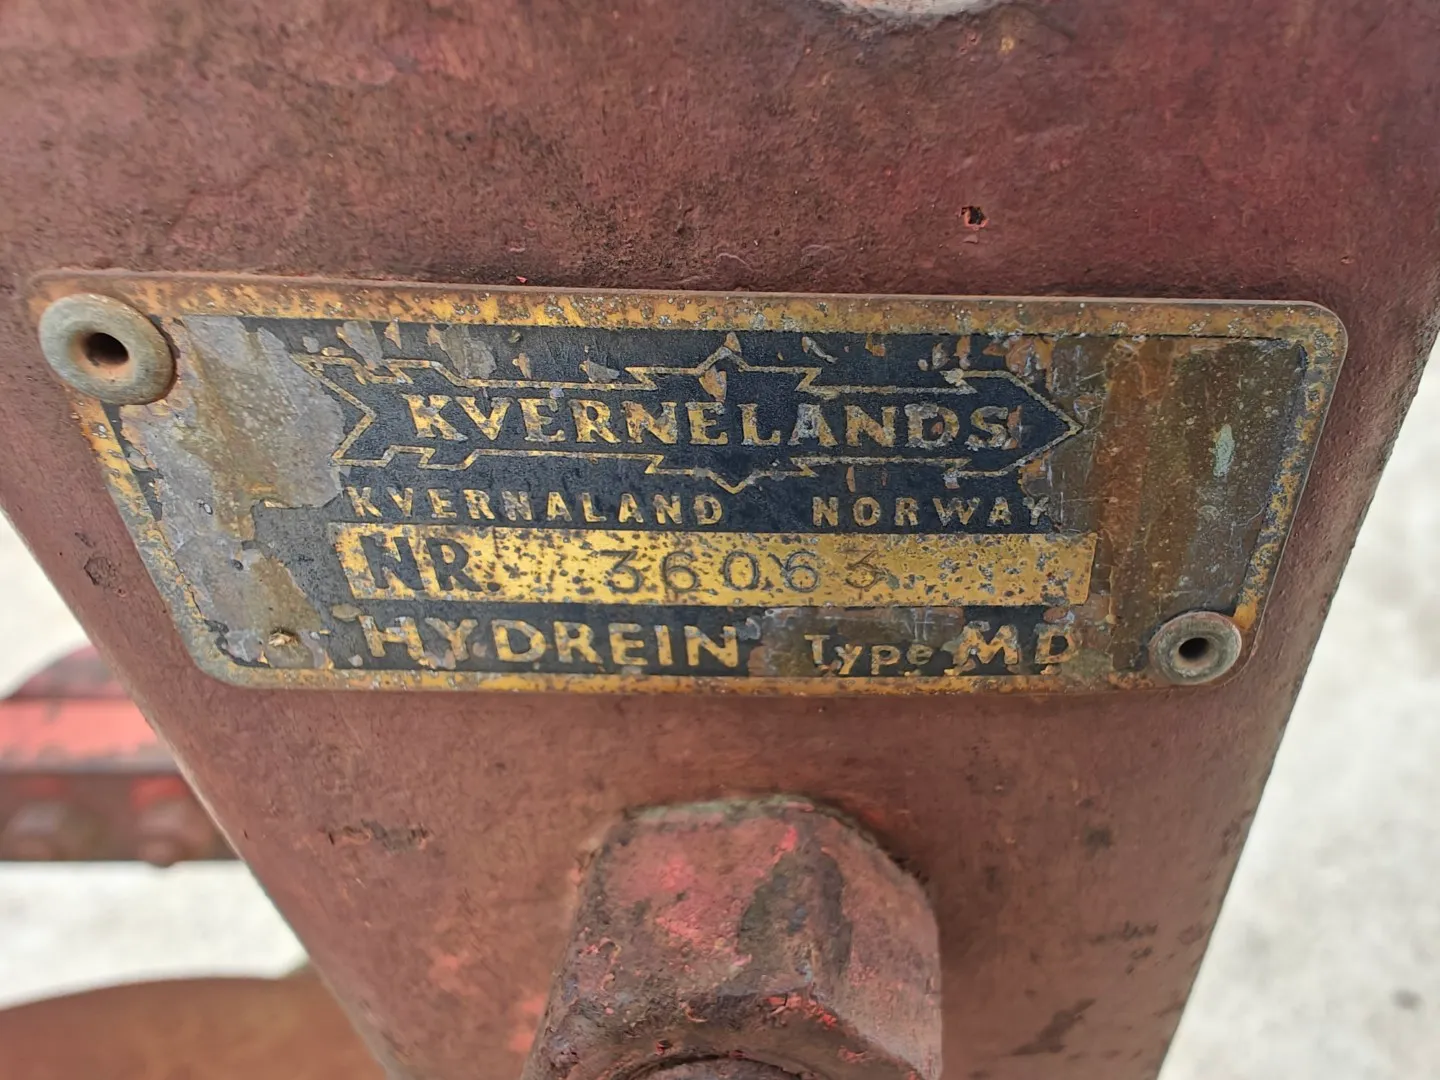 KVERNELANDS
KVERNALAND NORWAY
NR. 36063
HYDREIN Type MD